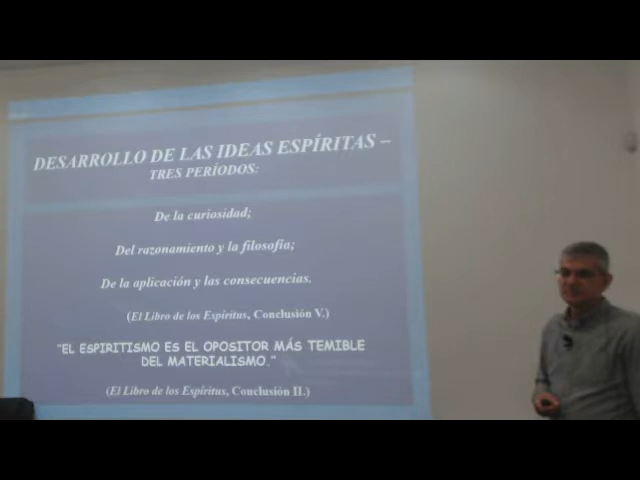 DESARROLLO DE LAS IDEAS ESPÍRITAS –
TRES PERÍODOS:
De la curiosidad;
Del razonamiento y la filosofía;
De la aplicación y las consecuencias.
(El Libro de los Espíritus, Conclusión V.)
"EL ESPIRITISMO ES EL OPOSITOR MÁS TEMIBLE
DEL MATERIALISMO."
(El Libro de los Espíritus, Conclusión II.)